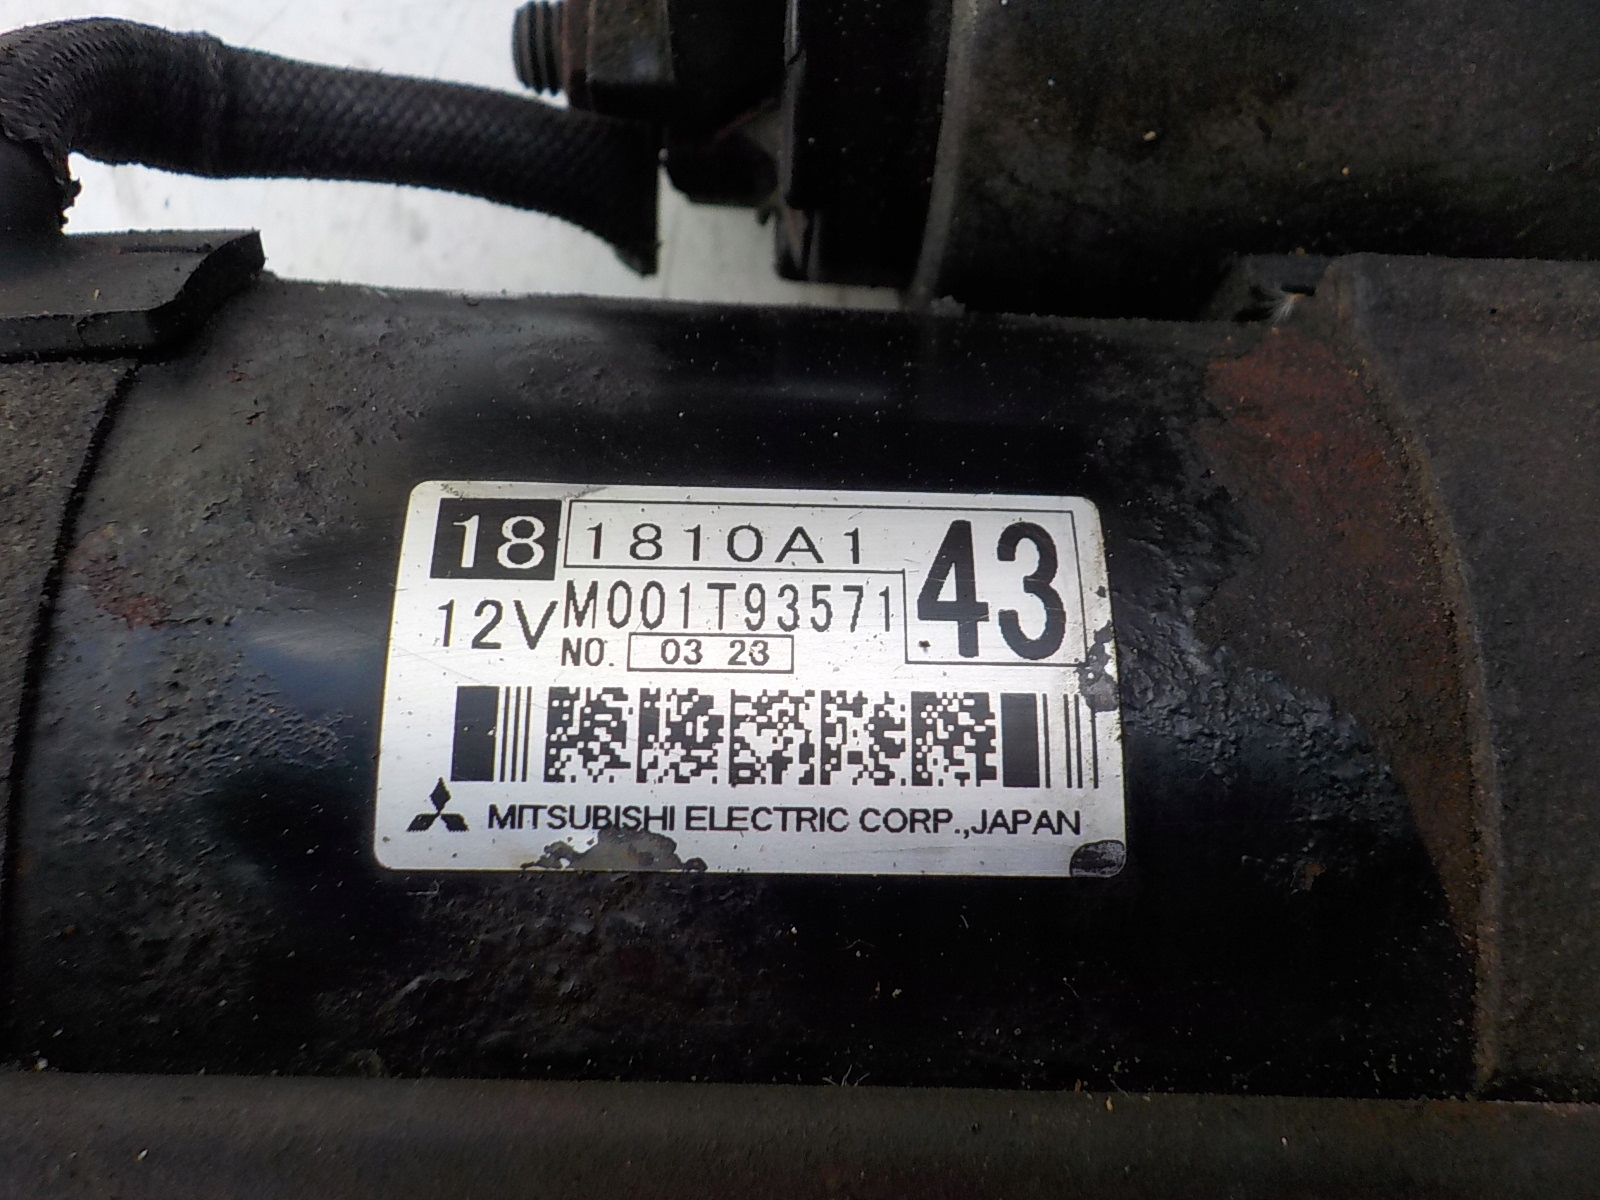 18 1810A1 43
12V M001T93571
NO. 03 23
MITSUBISHI ELECTRIC CORP.,JAPAN